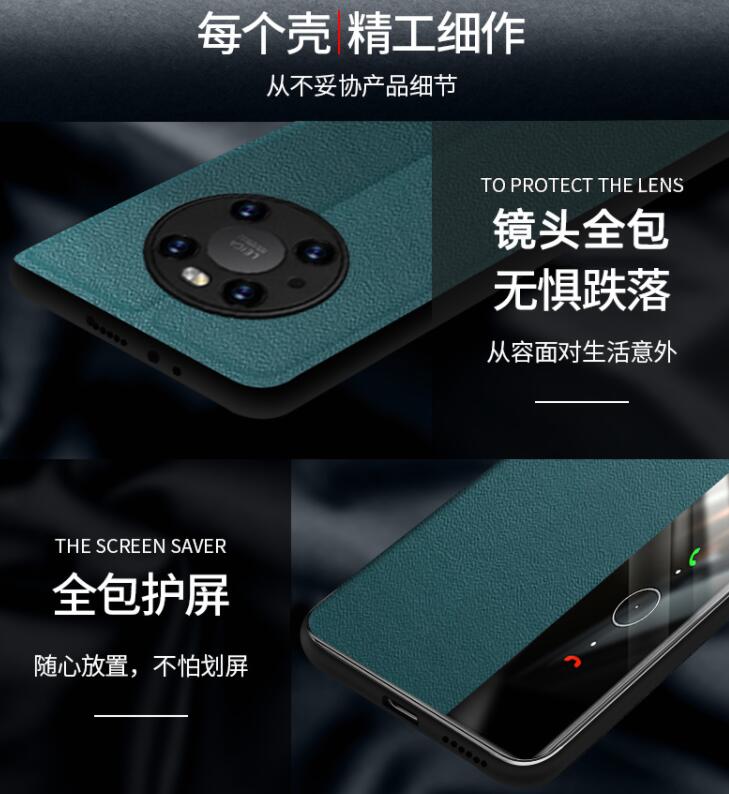 每个壳 精工细作
从不妥协产品细节
TO PROTECT THE LENS
镜头全包
无惧跌落
从容面对生活意外
LEICA
THE SCREEN SAVER
全包护屏
随心放置，不怕划屏